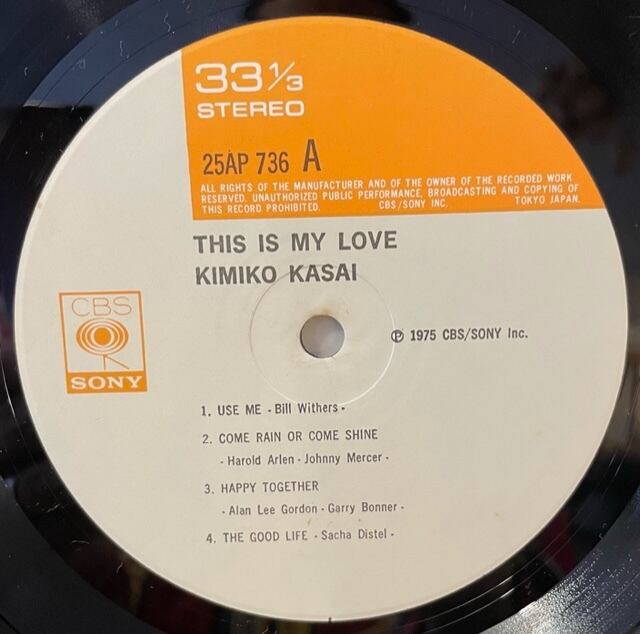 33 1/3
STEREO
25AP 736 A
ALL RIGHTS OF THE MANUFACTURER AND OF THE OWNER OF THE RECORDED WORK
RESERVED. UNAUTHORIZED PUBLIC PERFORMANCE, BROADCASTING AND COPYING OF
THIS RECORD PROHIBITED. CBS/SONY INC. TOKYO JAPAN.
THIS IS MY LOVE
KIMIKO KASAI
CBS
SONY
℗ 1975 CBS/SONY Inc.
1. USE ME - Bill Withers -
2. COME RAIN OR COME SHINE
- Harold Arlen - Johnny Mercer -
3. HAPPY TOGETHER
- Alan Lee Gordon - Garry Bonner -
4. THE GOOD LIFE - Sacha Distel -